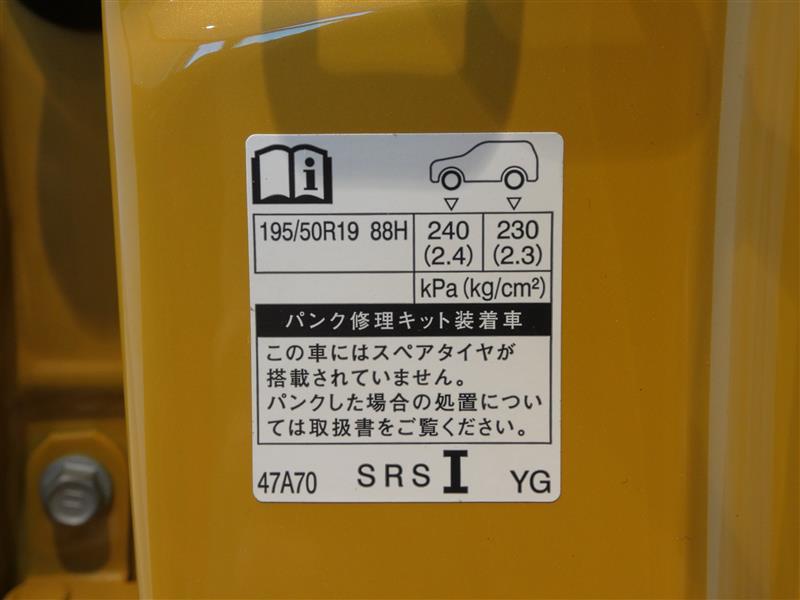 i
195/50R19 88H 240 230
(2.4) (2.3)
kPa (kg/cm²)
パンク修理キット装着車
この車にはスペアタイヤが
搭載されていません。
パンクした場合の処置につい
ては取扱書をご覧ください。
47A70 SRS I YG